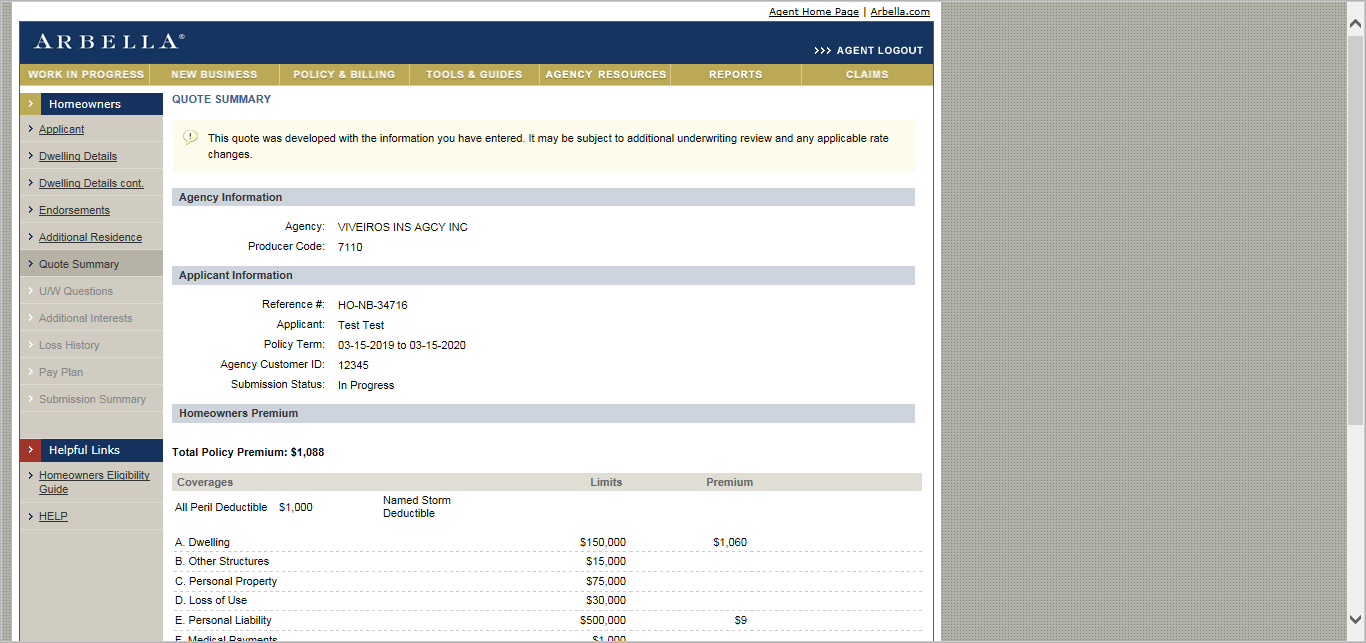 Agent Home Page | Arbella.com
ARBELLA®
>>> AGENT LOGOUT
WORK IN PROGRESS NEW BUSINESS POLICY & BILLING TOOLS & GUIDES AGENCY RESOURCES REPORTS CLAIMS
Homeowners
Applicant
Dwelling Details
Dwelling Details cont.
Endorsements
Additional Residence
Quote Summary
U/W Questions
Additional Interests
Loss History
Pay Plan
Submission Summary
Helpful Links
Homeowners Eligibility
Guide
HELP
QUOTE SUMMARY
This quote was developed with the information you have entered. It may be subject to additional underwriting review and any applicable rate
changes.
Agency Information
Agency: VIVEIROS INS AGCY INC
Producer Code: 7110
Applicant Information
Reference #: HO-NB-34716
Applicant: Test Test
Policy Term: 03-15-2019 to 03-15-2020
Agency Customer ID: 12345
Submission Status: In Progress
Homeowners Premium
Total Policy Premium: $1,088
Coverages Limits Premium
All Peril Deductible $1,000 Named Storm
Deductible
A. Dwelling $150,000 $1,060
B. Other Structures $15,000
C. Personal Property $75,000
D. Loss of Use $30,000
E. Personal Liability $500,000 $9
F. Medical Payments $1,000